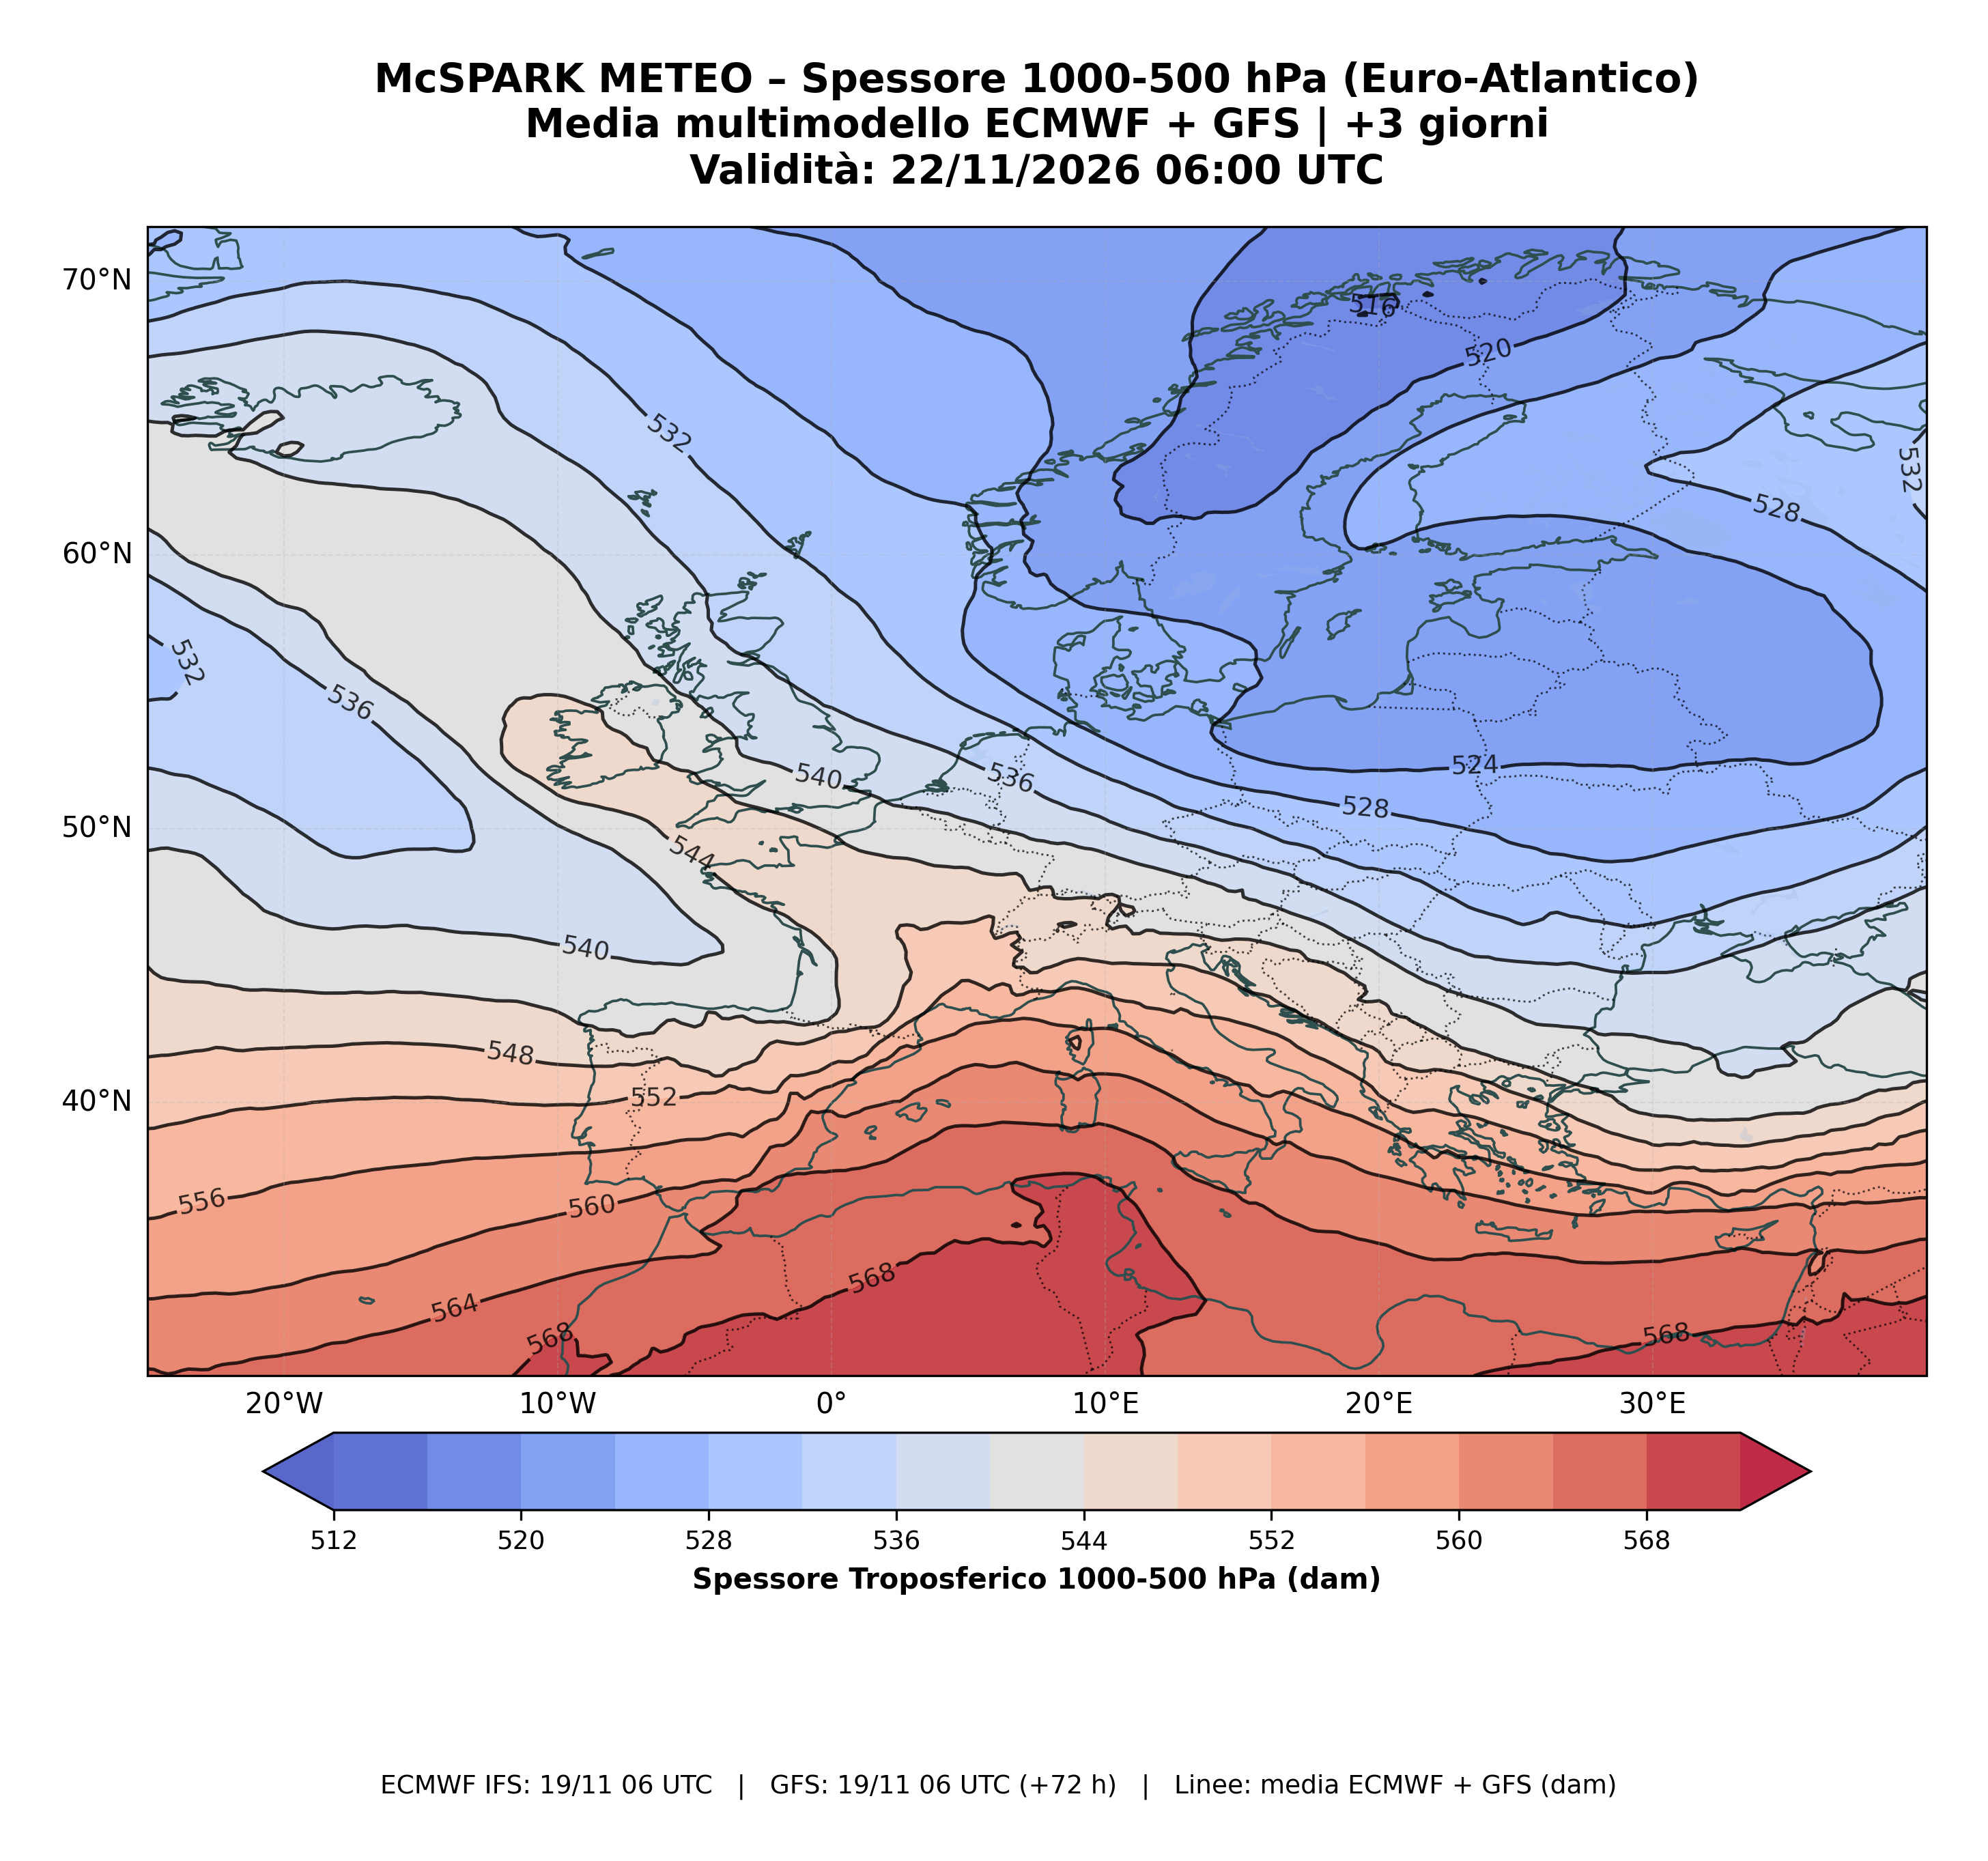 McSPARK METEO – Spessore 1000-500 hPa (Euro-Atlantico)
Media multimodello ECMWF + GFS | +3 giorni
Validità: 22/11/2026 06:00 UTC
70°N
60°N
50°N
40°N
516
520
532
532
528
532
536
540
536
524
528
544
540
548
552
556
560
564
568
568
568
20°W
10°W
0°
10°E
20°E
30°E
512
520
528
536
544
552
560
568
Spessore Troposferico 1000-500 hPa (dam)
ECMWF IFS: 19/11 06 UTC | GFS: 19/11 06 UTC (+72 h) | Linee: media ECMWF + GFS (dam)